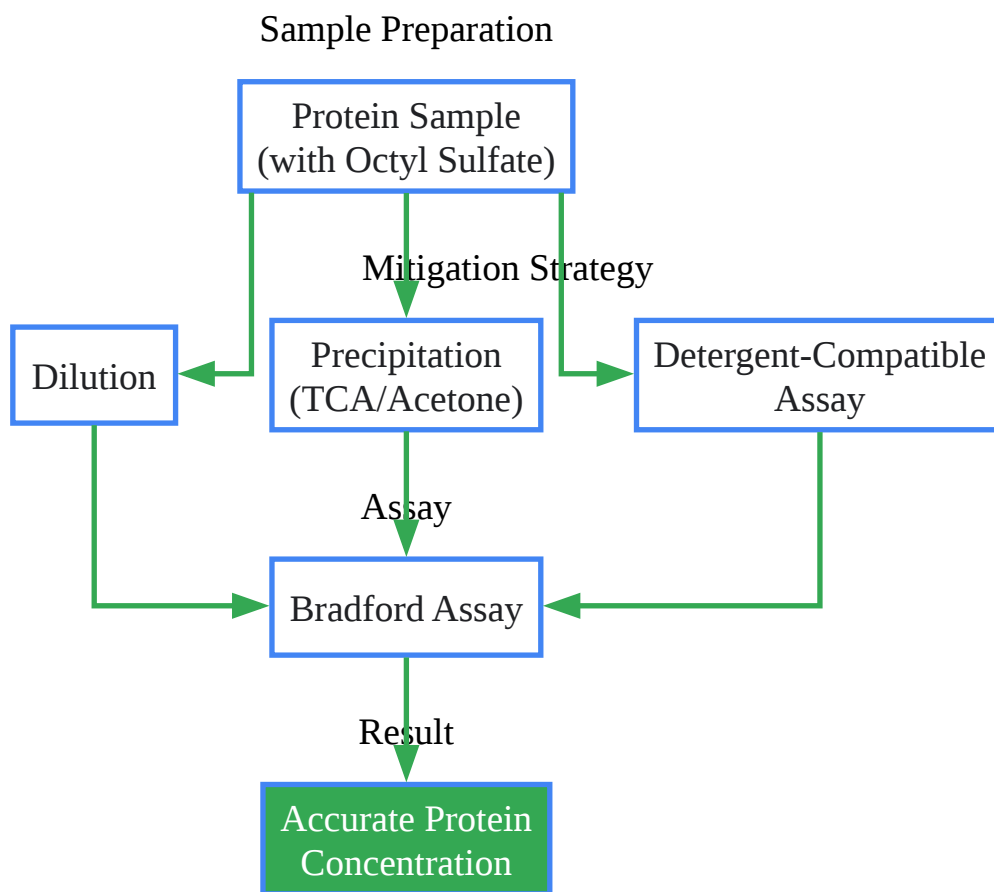 Sample Preparation
Protein Sample
(with Octyl Sulfate)
Mitigation Strategy
Dilution
Precipitation
(TCA/Acetone)
Detergent-Compatible
Assay
Assay
Bradford Assay
Result
Accurate Protein
Concentration